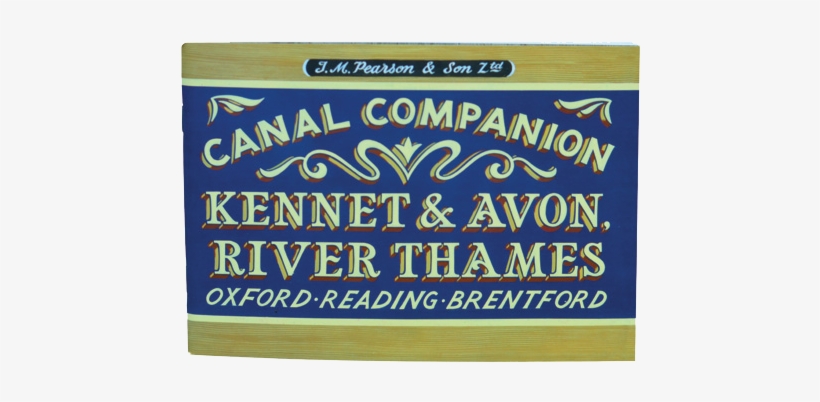 J.M. Pearson & Son Ltd
CANAL COMPANION
KENNET & AVON,
RIVER THAMES
OXFORD·READING·BRENTFORD